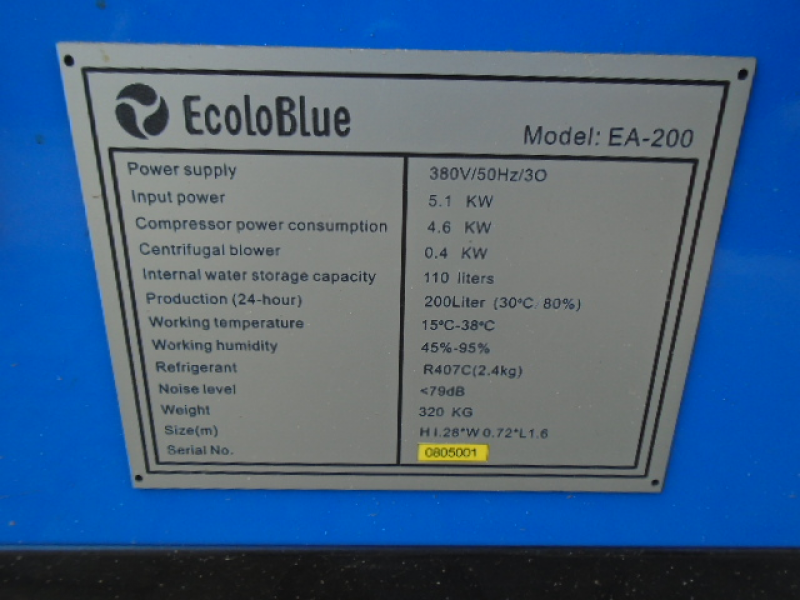 EcoloBlue
Model: EA-200
Power supply 380V/50Hz/3O
Input power 5.1 KW
Compressor power consumption 4.6 KW
Centrifugal blower 0.4 KW
Internal water storage capacity 110 liters
Production (24-hour) 200Liter (30°C/80%)
Working temperature 15°C-38°C
Working humidity 45%-95%
Refrigerant R407C(2.4kg)
Noise level <79dB
Weight 320 KG
Size(m) H1.28*W0.72*L1.6
Serial No. 0805001